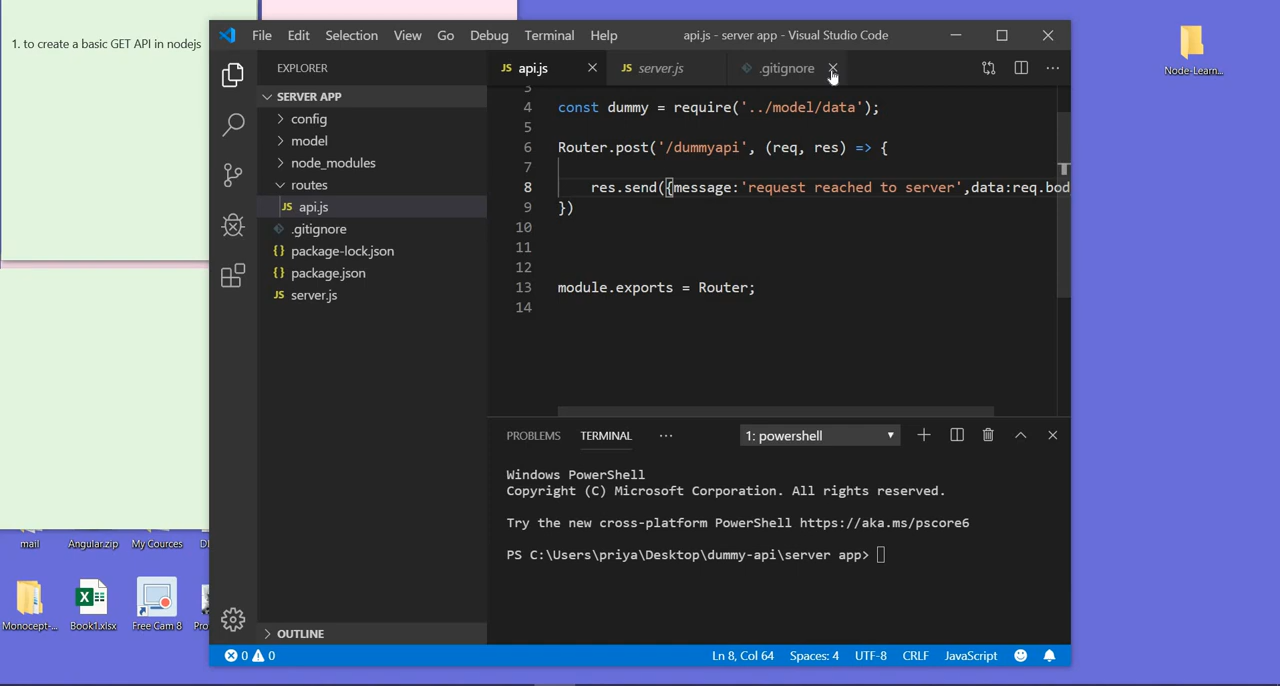 1. to create a basic GET API in nodejs
File Edit Selection View Go Debug Terminal Help
api.js - server app - Visual Studio Code
Node-Learn...
EXPLORER
JS api.js
JS server.js
.gitignore
SERVER APP
config
model
node_modules
routes
JS api.js
.gitignore
{} package-lock.json
{} package.json
JS server.js
OUTLINE
3
4 const dummy = require('../model/data');
5
6 Router.post('/dummyapi', (req, res) => {
7
8 res.send({message:'request reached to server',data:req.bod
9 })
10
11
12
13 module.exports = Router;
14
PROBLEMS TERMINAL ... 1: powershell
Windows PowerShell
Copyright (C) Microsoft Corporation. All rights reserved.
Try the new cross-platform PowerShell https://aka.ms/pscore6
PS C:\Users\priya\Desktop\dummy-api\server app>
mail
Angular.zip
My Cources
Monocept-...
Book1.xlsx
Free Cam 8
0 0 Ln 8, Col 64 Spaces: 4 UTF-8 CRLF JavaScript